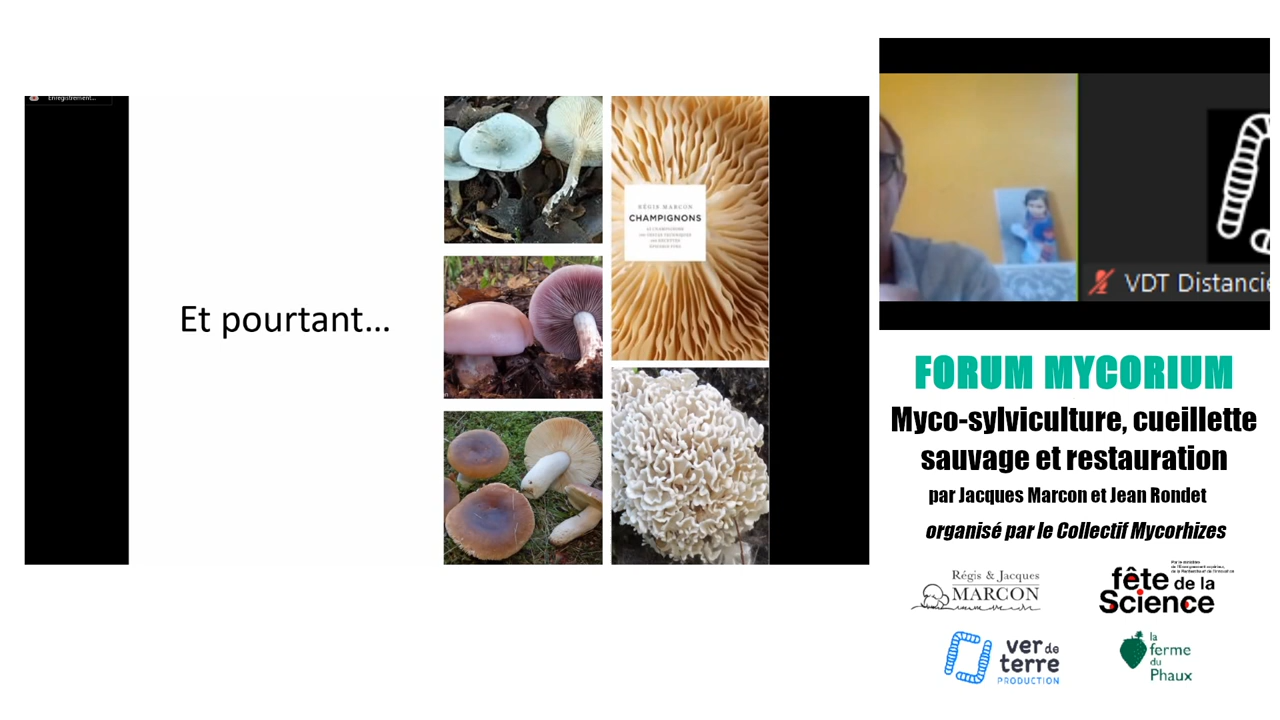 Enregistrement...
Et pourtant...
RÉGIS MARCON
CHAMPIGNONS
VDT Distancie
FORUM MYCORIUM
Myco-sylviculture, cueillette
sauvage et restauration
par Jacques Marcon et Jean Rondet
organisé par le Collectif Mycorhizes
Régis & Jacques
MARCON
fête de la
Science
ver de
terre
PRODUCTION
la
ferme
du
Phaux